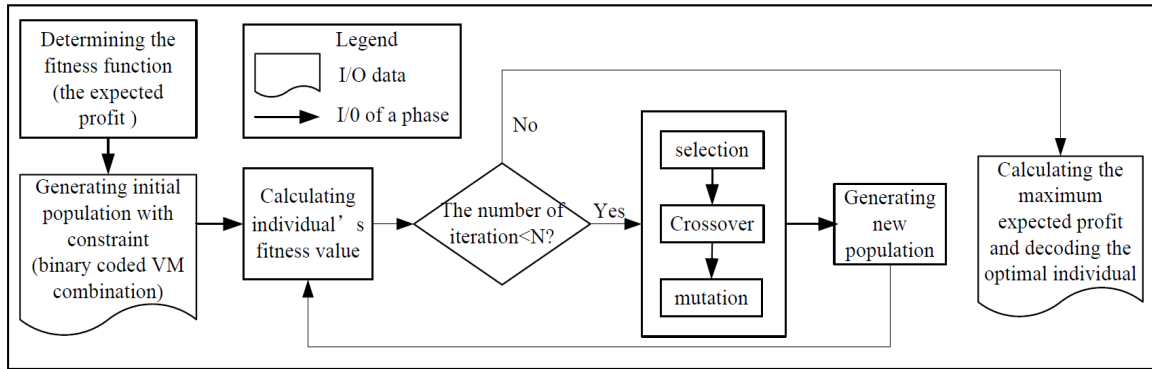 Determining the
fitness function
(the expected
profit )
Legend
I/O data
I/0 of a phase
Generating initial
population with
constraint
(binary coded VM
combination)
Calculating
individual’s
fitness value
The number of
iteration<N?
No
Yes
selection
Crossover
mutation
Generating
new
population
Calculating the
maximum
expected profit
and decoding the
optimal individual